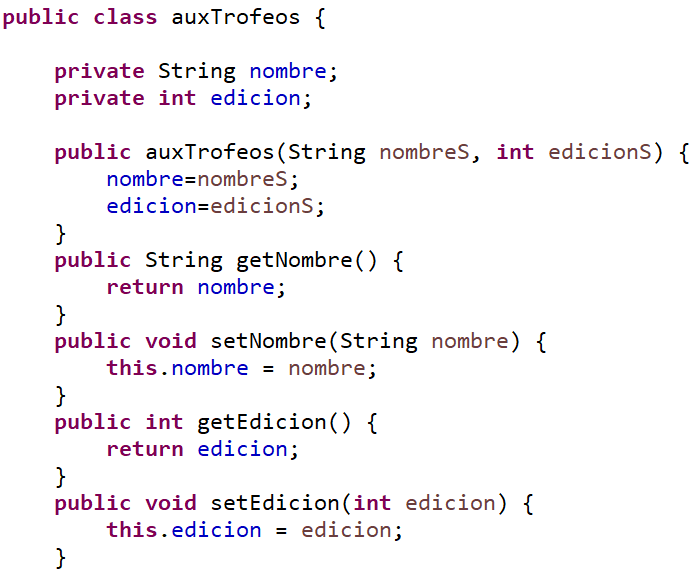 public class auxTrofeos {
private String nombre;
private int edicion;
public auxTrofeos(String nombreS, int edicionS) {
nombre=nombreS;
edicion=edicionS;
}
public String getNombre() {
return nombre;
}
public void setNombre(String nombre) {
this.nombre = nombre;
}
public int getEdicion() {
return edicion;
}
public void setEdicion(int edicion) {
this.edicion = edicion;
}